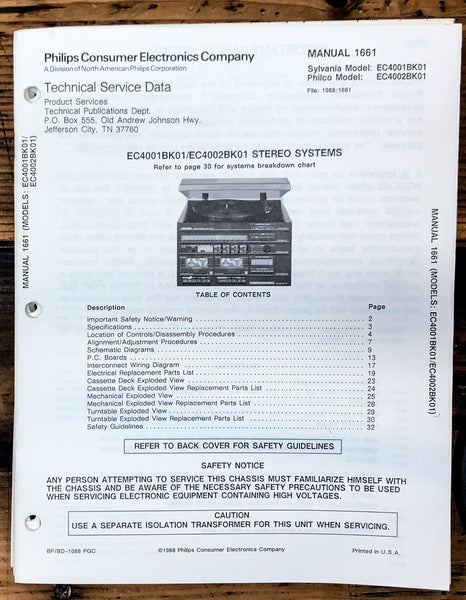 Philips Consumer Electronics Company
A Division of North American Philips Corporation
Technical Service Data
Product Services
Technical Publications Dept.
P.O. Box 555, Old Andrew Johnson Hwy.
Jefferson City, TN 37760
MANUAL 1661
Sylvania Model: EC4001BK01
Philco Model: EC4002BK01
File: 1988:1661
MANUAL 1661 (MODELS: EC4001BK01/
EC4002BK01)
EC4001BK01/EC4002BK01 STEREO SYSTEMS
Refer to page 30 for systems breakdown chart
MANUAL 1661 (MODELS: EC4001BK01/EC4002BK01)
TABLE OF CONTENTS
Description Page
Important Safety Notice/Warning 2
Specifications 3
Location of Controls/Disassembly Procedures 4
Alignment/Adjustment Procedures 7
Schematic Diagrams 9
P.C. Boards 13
Interconnect Wiring Diagram 17
Electrical Replacement Parts List 19
Cassette Deck Exploded View 23
Cassette Deck Exploded View Replacement Parts List 24
Mechanical Exploded View 25
Mechanical Exploded View Replacement Parts List 28
Turntable Exploded View 29
Turntable Exploded View Replacement Parts List 30
Safety Guidelines 32
REFER TO BACK COVER FOR SAFETY GUIDELINES
SAFETY NOTICE
ANY PERSON ATTEMPTING TO SERVICE THIS CHASSIS MUST FAMILIARIZE HIMSELF WITH
THE CHASSIS AND BE AWARE OF THE NECESSARY SAFETY PRECAUTIONS TO BE USED
WHEN SERVICING ELECTRONIC EQUIPMENT CONTAINING HIGH VOLTAGES.
CAUTION
USE A SEPARATE ISOLATION TRANSFORMER FOR THIS UNIT WHEN SERVICING.
BF/BD-1088 PGC
©1988 Philips Consumer Electronics Company
Printed in U.S.A.